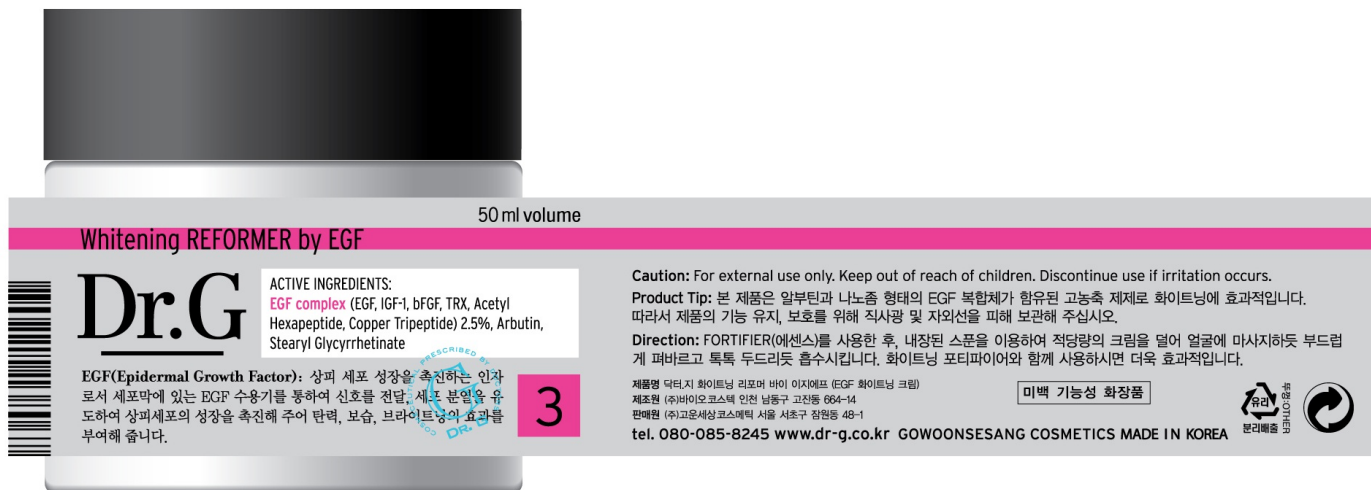 50 ml volume
Whitening REFORMER by EGF
Dr.G
ACTIVE INGREDIENTS:
EGF complex (EGF, IGF-1, bFGF, TRX, Acetyl
Hexapeptide, Copper Tripeptide) 2.5%, Arbutin,
Stearyl Glycyrrhetinate
EGF(Epidermal Growth Factor): 상피 세포 성장을 촉진하는 인자
로서 세포막에 있는 EGF 수용기를 통하여 신호를 전달, 세포 분열을 유
도하여 상피세포의 성장을 촉진해 주어 탄력, 보습, 브라이트닝의 효과를
부여해 줍니다.
PRESCRIBED BY
DR. G
3
Caution: For external use only. Keep out of reach of children. Discontinue use if irritation occurs.
Product Tip: 본 제품은 알부틴과 나노좀 형태의 EGF 복합체가 함유된 고농축 제제로 화이트닝에 효과적입니다.
따라서 제품의 기능 유지, 보호를 위해 직사광 및 자외선을 피해 보관해 주십시오.
Direction: FORTIFIER(에센스)를 사용한 후, 내장된 스푼을 이용하여 적당량의 크림을 덜어 얼굴에 마사지하듯 부드럽
게 펴바르고 톡톡 두드리듯 흡수시킵니다. 화이트닝 포티파이어와 함께 사용하시면 더욱 효과적입니다.
제품명 닥터.지 화이트닝 리포머 바이 이지에프 (EGF 화이트닝 크림)
제조원 (주)바이오코스텍 인천 남동구 고잔동 664-14
판매원 (주)고운세상코스메틱 서울 서초구 잠원동 48-1
미백 기능성 화장품
tel. 080-085-8245 www.dr-g.co.kr GOWOONSESANG COSMETICS MADE IN KOREA
유리
분리배출
뚜껑:OTHER